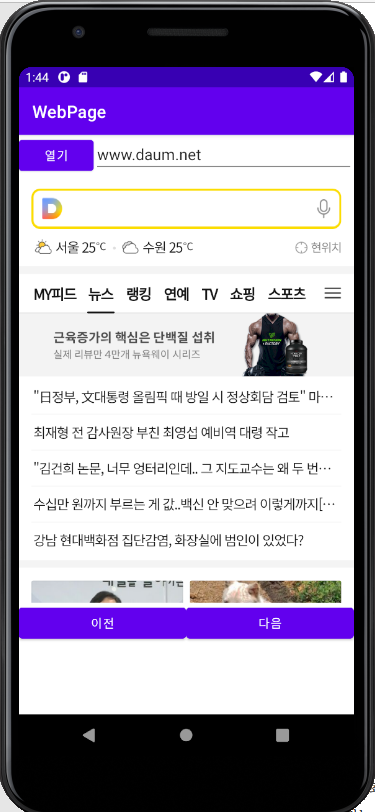 1:44
WebPage
열기 www.daum.net
서울 25℃ 수원 25℃ 현위치
MY피드 뉴스 랭킹 연예 TV 쇼핑 스포츠
근육증가의 핵심은 단백질 섭취
실제 리뷰만 4만개 뉴욕웨이 시리즈
"日정부, 文대통령 올림픽 때 방일 시 정상회담 검토" 마…
최재형 전 감사원장 부친 최영섭 예비역 대령 작고
"김건희 논문, 너무 엉터리인데.. 그 지도교수는 왜 두 번…
수십만 원까지 부르는 게 값..백신 안 맞으려 이렇게까지[…
강남 현대백화점 집단감염, 화장실에 범인이 있었다?
이전 다음